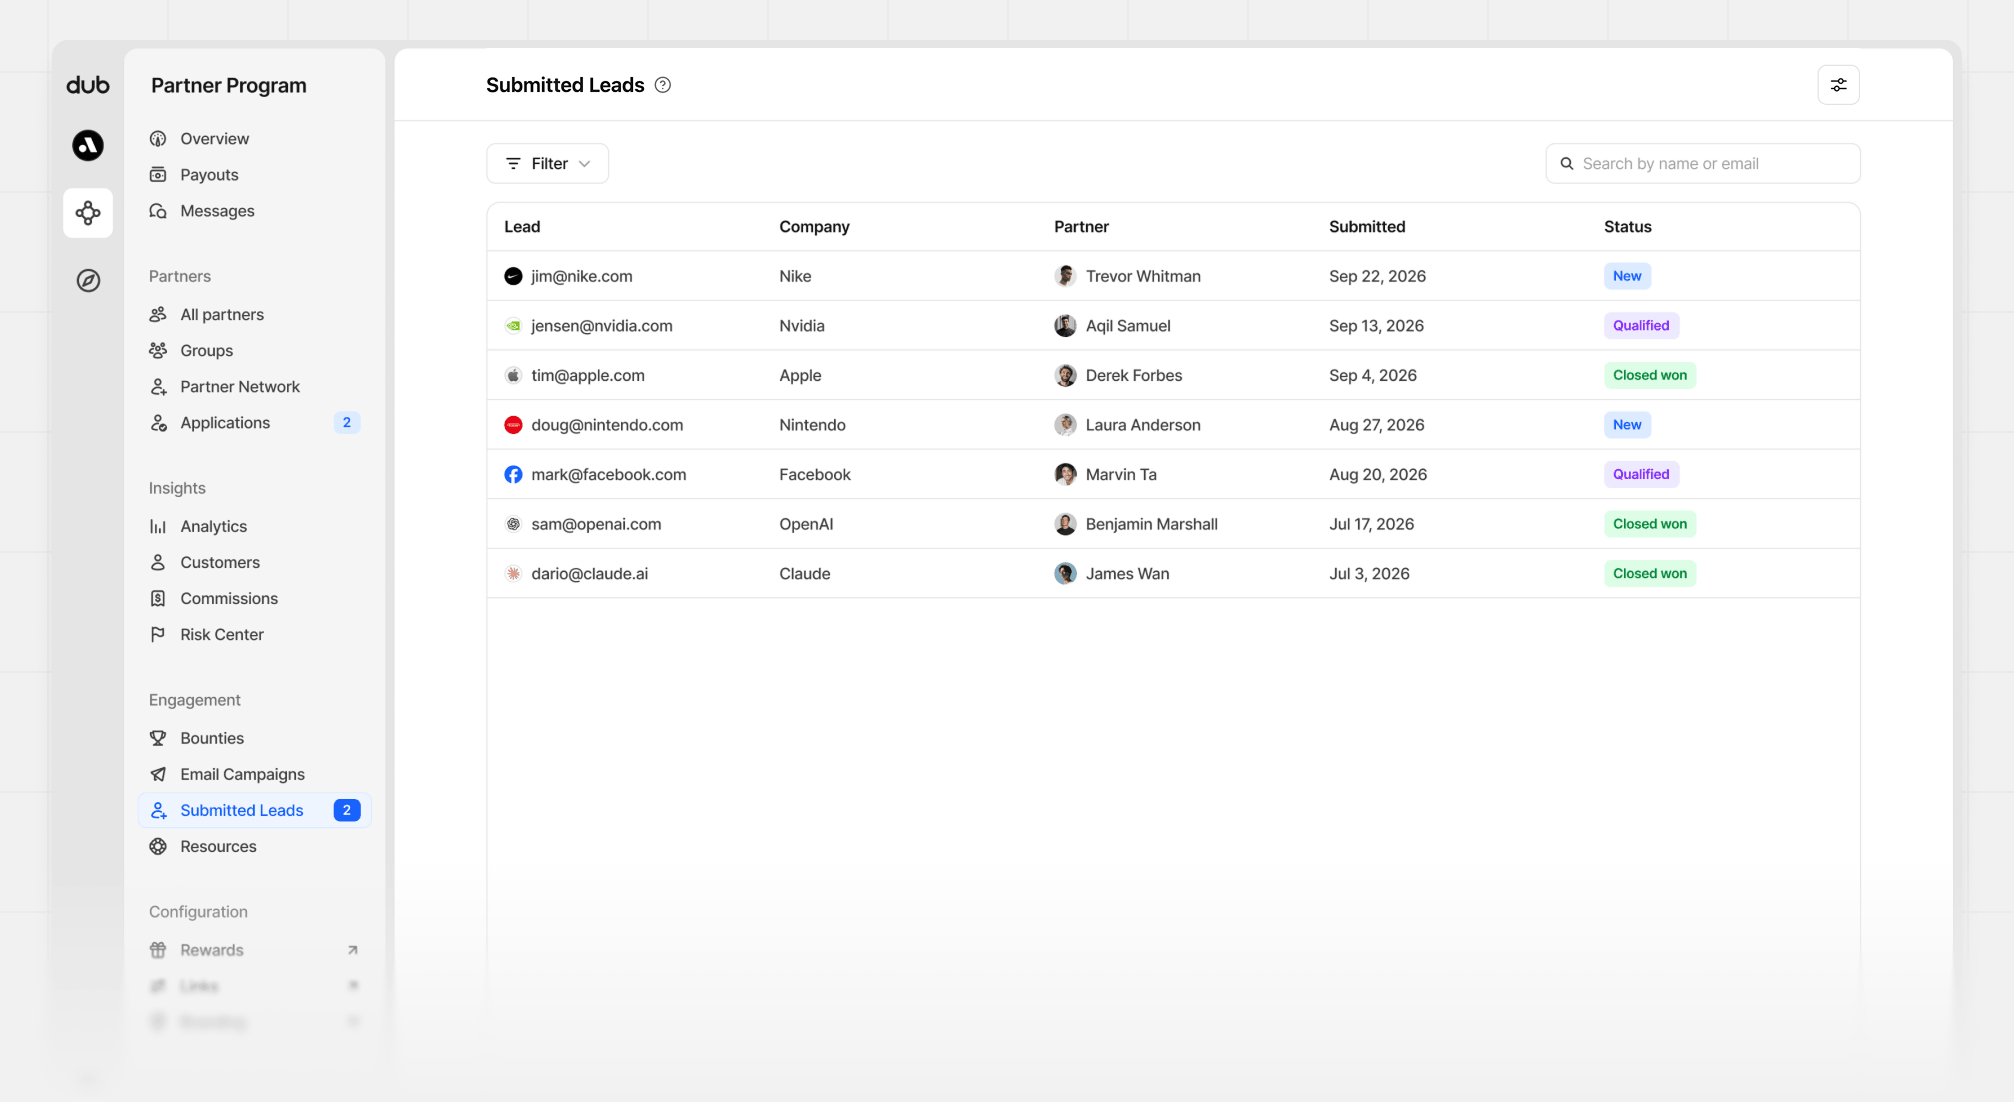 dub
Partner Program
Overview
Payouts
Messages
Partners
All partners
Groups
Partner Network
Applications 2
Insights
Analytics
Customers
Commissions
Risk Center
Engagement
Bounties
Email Campaigns
Submitted Leads 2
Resources
Configuration
Rewards
Links
Branding
Submitted Leads
Filter
Search by name or email
Lead Company Partner Submitted Status
jim@nike.com Nike Trevor Whitman Sep 22, 2026 New
jensen@nvidia.com Nvidia Aqil Samuel Sep 13, 2026 Qualified
tim@apple.com Apple Derek Forbes Sep 4, 2026 Closed won
doug@nintendo.com Nintendo Laura Anderson Aug 27, 2026 New
mark@facebook.com Facebook Marvin Ta Aug 20, 2026 Qualified
sam@openai.com OpenAI Benjamin Marshall Jul 17, 2026 Closed won
dario@claude.ai Claude James Wan Jul 3, 2026 Closed won